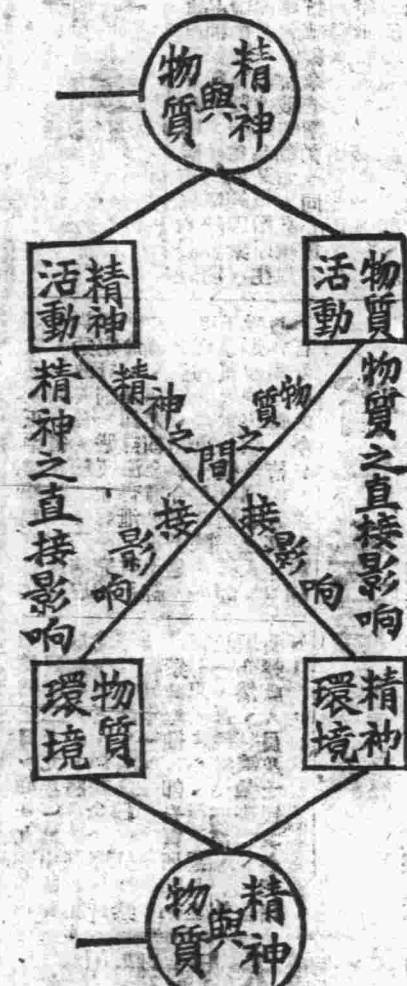 精神
與
物質
物質
活動
精神
活動
物質之直接影响
物質之間接影响
精神之間接影响
精神之直接影响
精神
環境
物質
環境
精神
與
物質